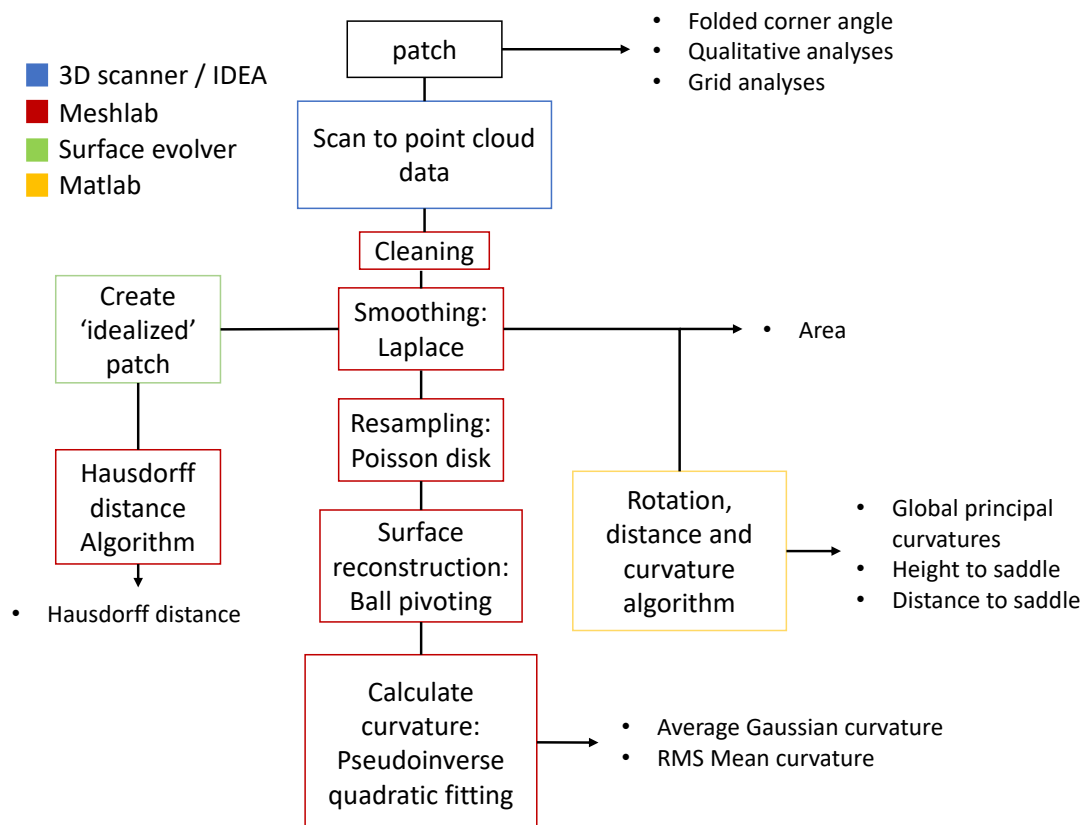 patch
• Folded corner angle
• Qualitative analyses
• Grid analyses
3D scanner / IDEA
Meshlab
Surface evolver
Matlab
Scan to point cloud
data
Cleaning
Create
‘idealized’
patch
Smoothing:
Laplace
• Area
Resampling:
Poisson disk
Hausdorff
distance
Algorithm
• Hausdorff distance
Surface
reconstruction:
Ball pivoting
Rotation,
distance and
curvature
algorithm
• Global principal
curvatures
• Height to saddle
• Distance to saddle
Calculate
curvature:
Pseudoinverse
quadratic fitting
• Average Gaussian curvature
• RMS Mean curvature